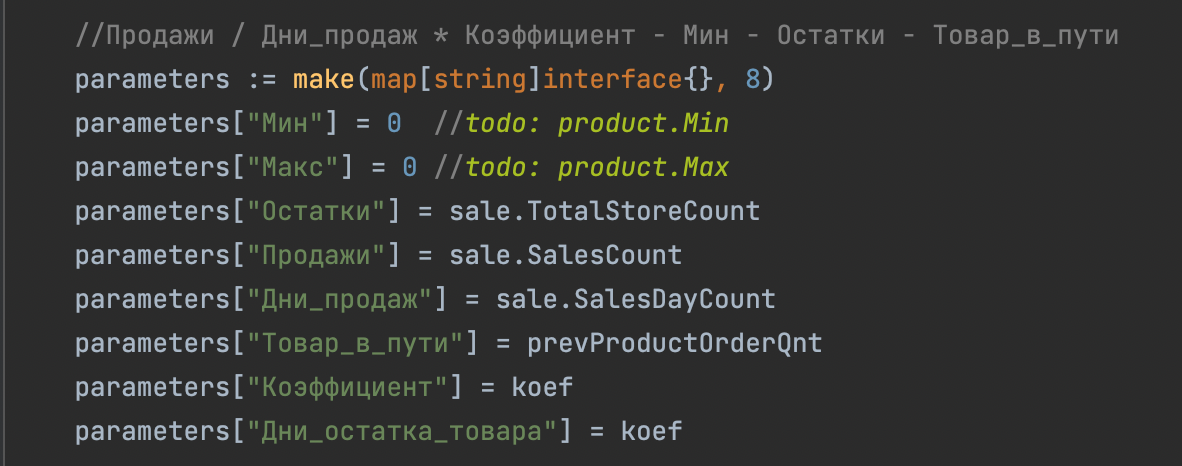 //Продажи / Дни_продаж * Коэффициент - Мин - Остатки - Товар_в_пути
parameters := make(map[string]interface{}, 8)
parameters["Мин"] = 0  //todo: product.Min
parameters["Макс"] = 0 //todo: product.Max
parameters["Остатки"] = sale.TotalStoreCount
parameters["Продажи"] = sale.SalesCount
parameters["Дни_продаж"] = sale.SalesDayCount
parameters["Товар_в_пути"] = prevProductOrderQnt
parameters["Коэффициент"] = koef
parameters["Дни_остатка_товара"] = koef